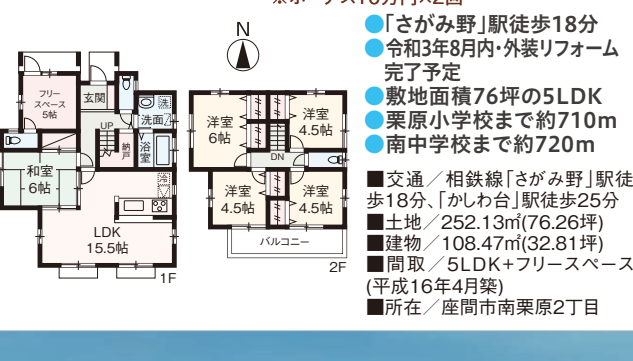 N
フリー
スペース
5帖
玄関
洗
洗面
UP
納戸
浴室
和室
6帖
冷
LDK
15.5帖
1F
洋室
6帖
洋室
4.5帖
DN
洋室
4.5帖
洋室
4.5帖
バルコニー
2F
●「さがみ野」駅徒歩18分
●令和3年8月内・外装リフォーム
完了予定
●敷地面積76坪の5LDK
●栗原小学校まで約710m
●南中学校まで約720m
■交通／相鉄線「さがみ野」駅徒
歩18分、「かしわ台」駅徒歩25分
■土地／252.13㎡(76.26坪)
■建物／108.47㎡(32.81坪)
■間取／5LDK+フリースペース
(平成16年4月築)
■所在／座間市南栗原2丁目